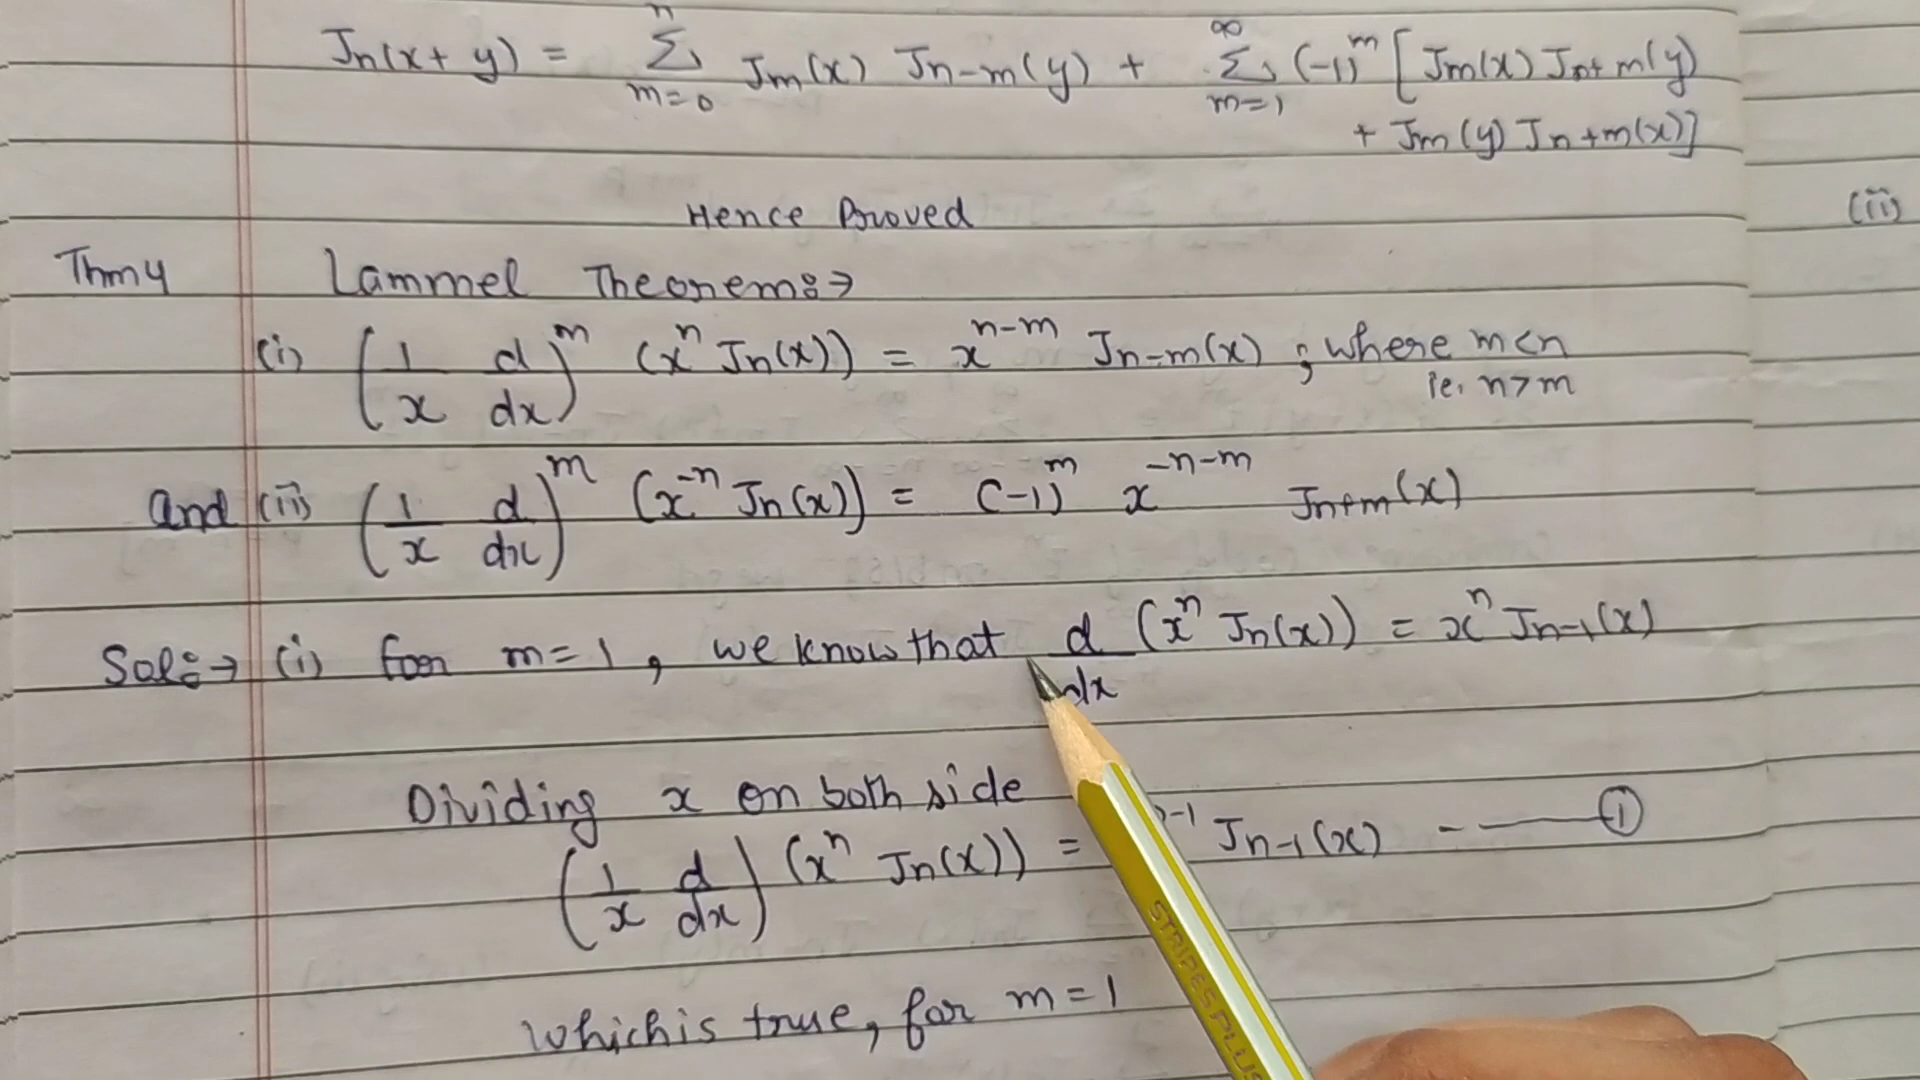 Jn(x+y) = Σ_{m=0}^{n} Jm(x) Jn-m(y) + Σ_{m=1}^{∞} (-1)^m [Jm(x) Jn+m(y)
+ Jm(y) Jn+m(x)]
Hence Proved
(ii)
Thm 4 Lammel Theorem:→
(i) (1/x d/dx)^m (x^n Jn(x)) = x^{n-m} Jn-m(x) ; where m<n
ie. n>m
and (ii) (1/x d/dx)^m (x^{-n} Jn(x)] = (-1)^m x^{-n-m} Jn+m(x)
Sol:→ (i) for m=1, we know that d/dx (x^n Jn(x)) = x^n Jn-1(x)
Dividing x on both side
(1/x d/dx) (x^n Jn(x)) = -1 Jn-1(x) - —— ①
which is true, for m=1
STRIPES PLUS